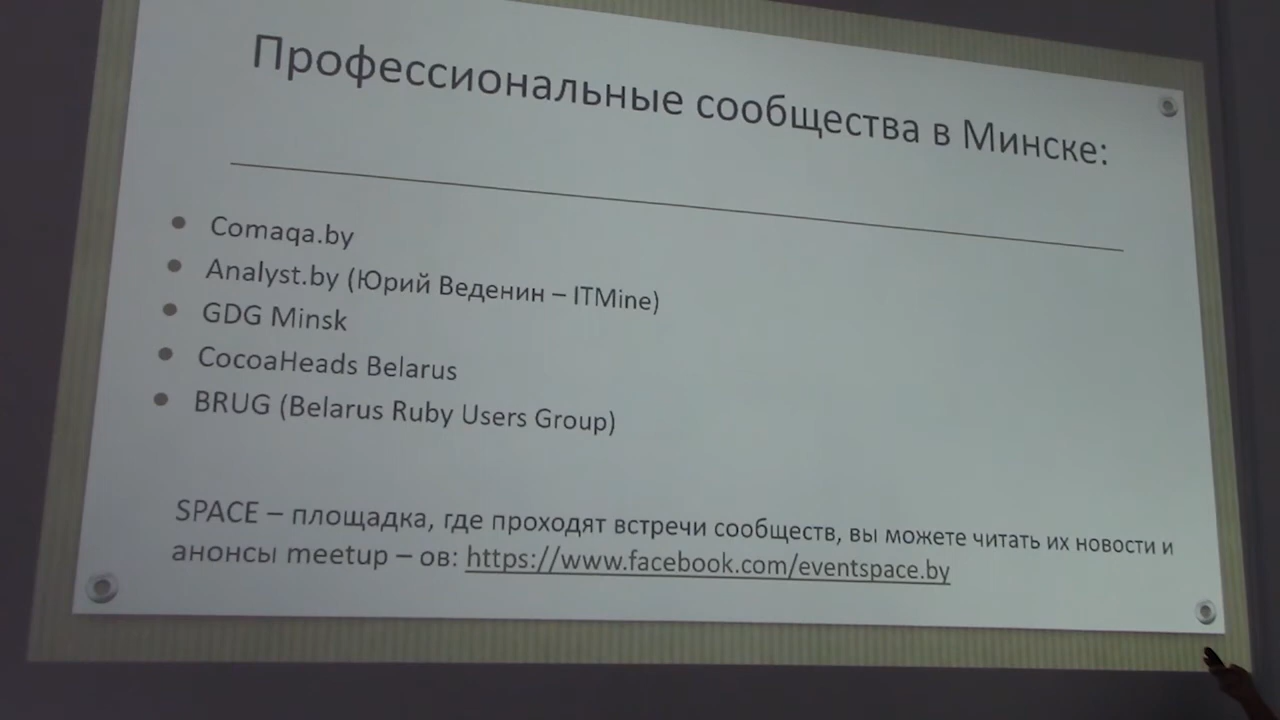 Профессиональные сообщества в Минске:
Comaqa.by
Analyst.by (Юрий Веденин – ITMine)
GDG Minsk
CocoaHeads Belarus
BRUG (Belarus Ruby Users Group)
SPACE – площадка, где проходят встречи сообществ, вы можете читать их новости и
анонсы meetup – ов: https://www.facebook.com/eventspace.by